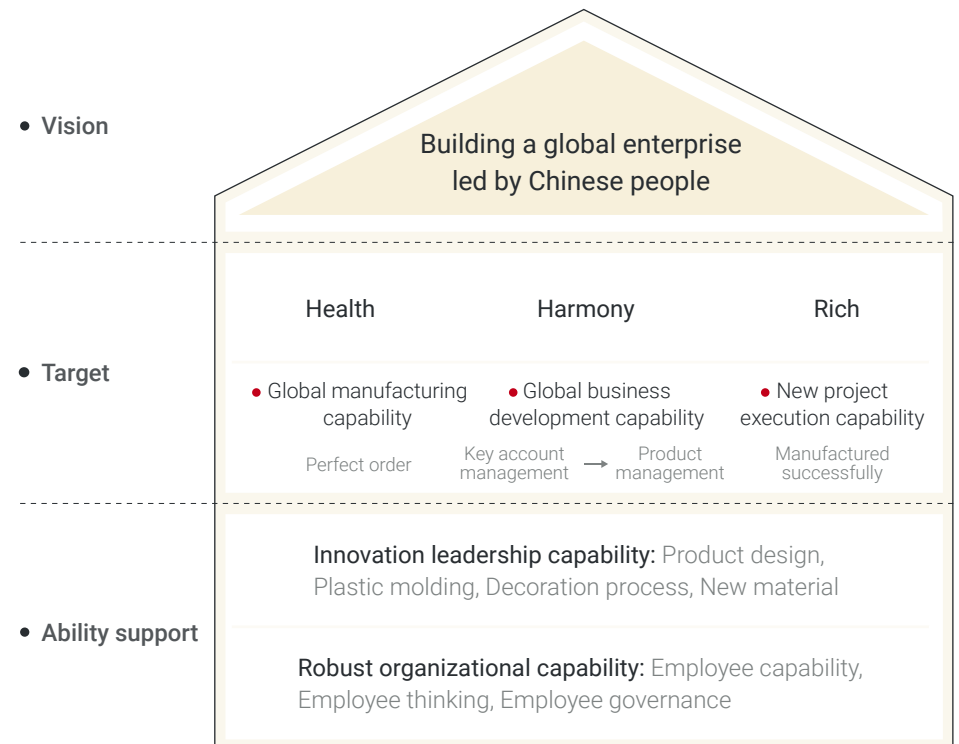 Vision
Building a global enterprise
led by Chinese people
Target
Health
Harmony
Rich
Global manufacturing
capability
Perfect order
Global business
development capability
Key account
management
Product
management
New project
execution capability
Manufactured
successfully
Ability support
Innovation leadership capability: Product design,
Plastic molding, Decoration process, New material
Robust organizational capability: Employee capability,
Employee thinking, Employee governance